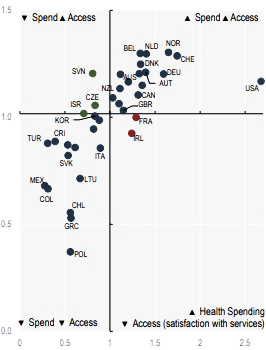 1.5
▼ Spend ▲ Access
▲ Spend ▲ Access
BEL
NLD
NOR
CHE
DNK
SVN
AUS
DEU
USA
NZL
AUT
CZE
CAN
ISR
GBR
KOR
1.0
FRA
TUR
CRI
IRL
ITA
SVK
MEX
LTU
COL
0.5
CHL
GRC
POL
▲ Health Spending
▼ Spend ▼ Access
▼ Access (satisfaction with services)
0.0
0 0.5 1 1.5 2 2.5